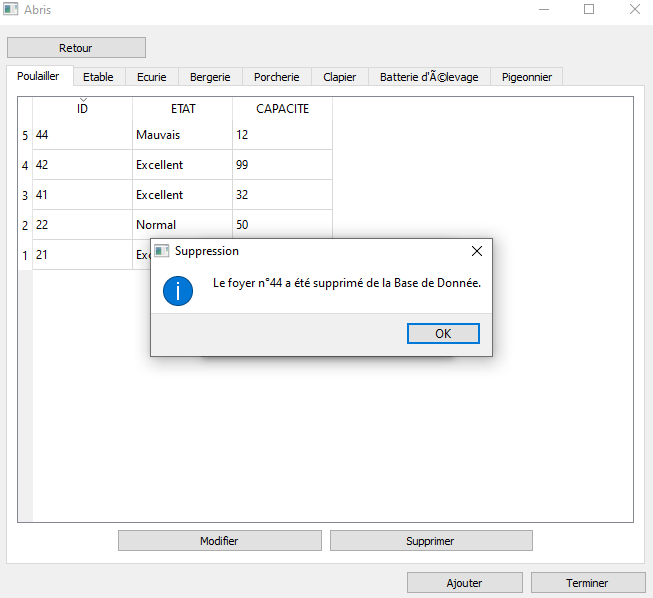 Abris
Retour
Poulailler Etable Ecurie Bergerie Porcherie Clapier Batterie d'Ã©levage Pigeonnier
ID ETAT CAPACITE
5 44 Mauvais 12
4 42 Excellent 99
3 41 Excellent 32
2 22 Normal 50
1 21
Suppression
Le foyer n°44 a été supprimé de la Base de Donnée.
OK
Modifier Supprimer
Ajouter Terminer